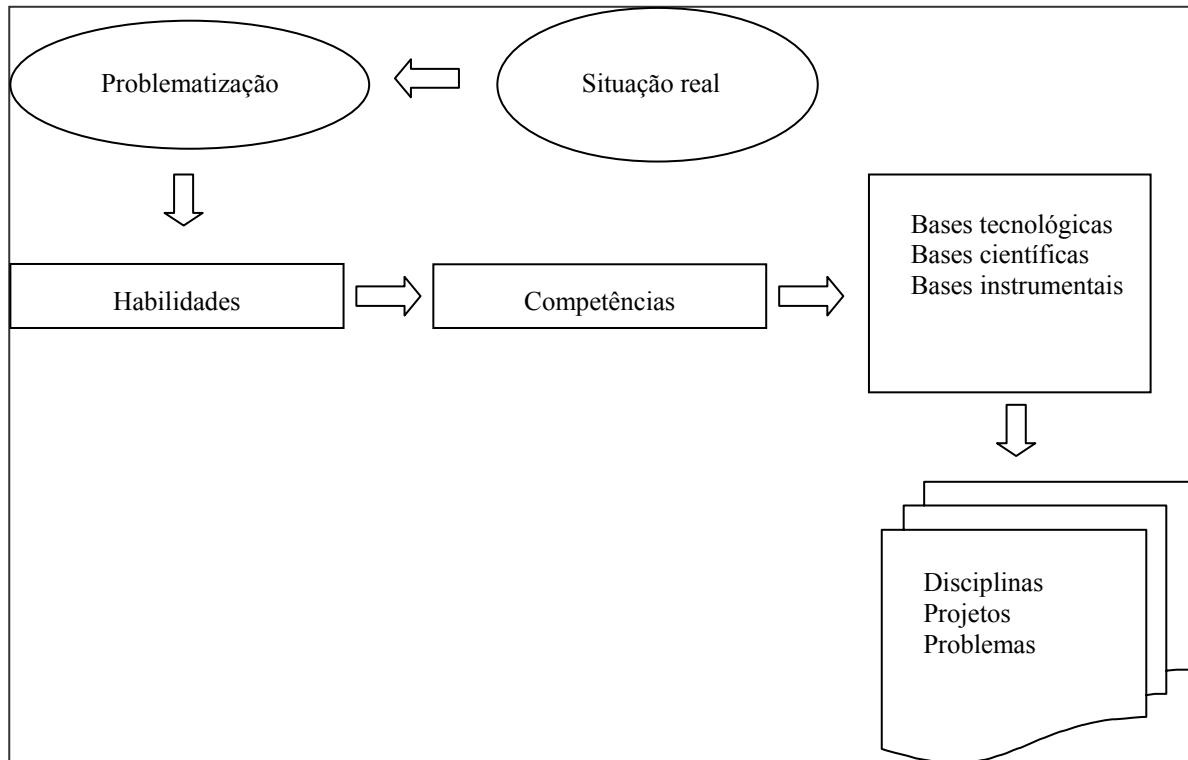 Problematização
Situação real
Bases tecnológicas
Bases científicas
Bases instrumentais
Habilidades
Competências
Disciplinas
Projetos
Problemas